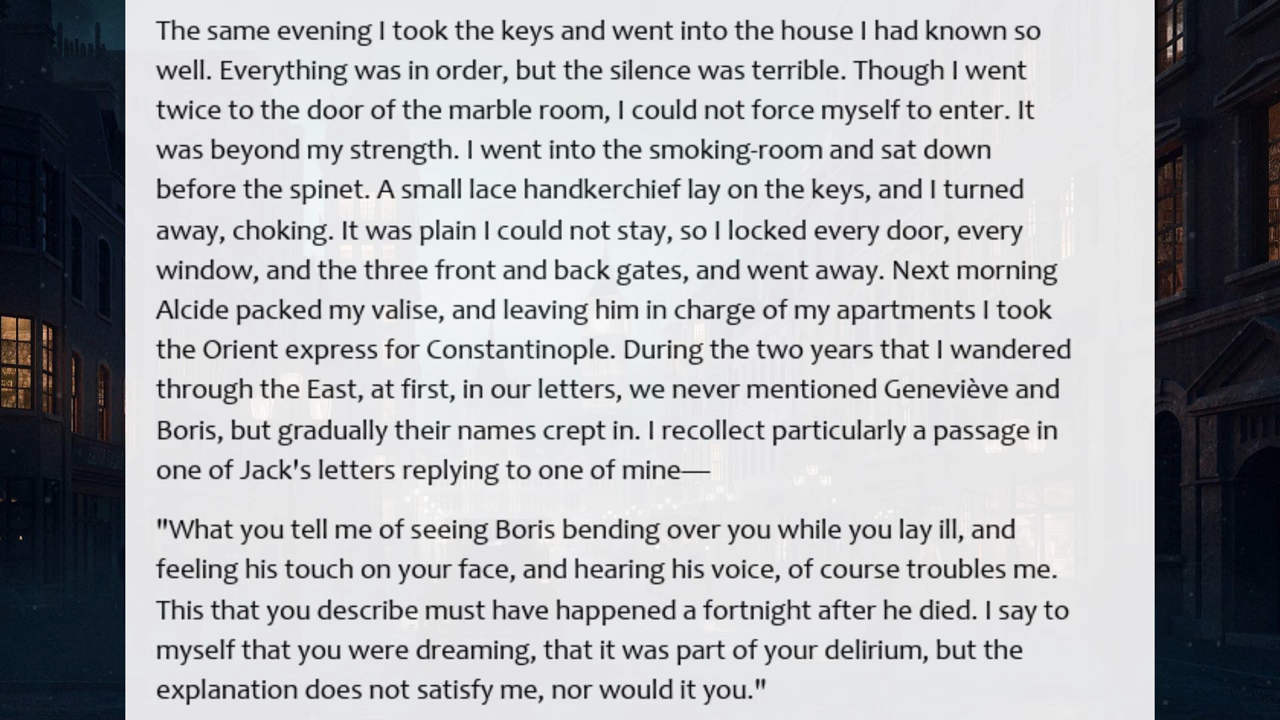 The same evening I took the keys and went into the house I had known so
well. Everything was in order, but the silence was terrible. Though I went
twice to the door of the marble room, I could not force myself to enter. It
was beyond my strength. I went into the smoking-room and sat down
before the spinet. A small lace handkerchief lay on the keys, and I turned
away, choking. It was plain I could not stay, so I locked every door, every
window, and the three front and back gates, and went away. Next morning
Alcide packed my valise, and leaving him in charge of my apartments I took
the Orient express for Constantinople. During the two years that I wandered
through the East, at first, in our letters, we never mentioned Geneviève and
Boris, but gradually their names crept in. I recollect particularly a passage in
one of Jack's letters replying to one of mine—
"What you tell me of seeing Boris bending over you while you lay ill, and
feeling his touch on your face, and hearing his voice, of course troubles me.
This that you describe must have happened a fortnight after he died. I say to
myself that you were dreaming, that it was part of your delirium, but the
explanation does not satisfy me, nor would it you."